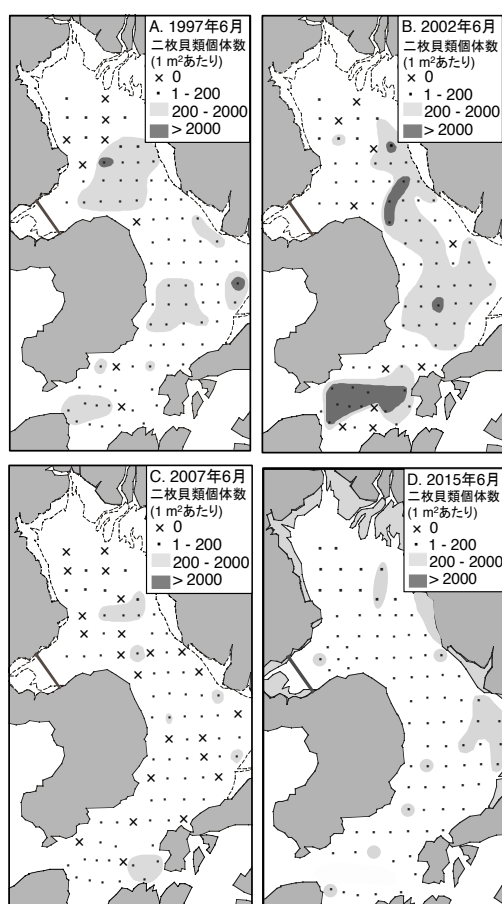 A. 1997年6月
二枚貝類個体数
(1 m²あたり)
× 0
・ 1 - 200
200 - 2000
> 2000
B. 2002年6月
二枚貝類個体数
(1 m²あたり)
× 0
・ 1 - 200
200 - 2000
> 2000
C. 2007年6月
二枚貝類個体数
(1 m²あたり)
× 0
・ 1 - 200
200 - 2000
> 2000
D. 2015年6月
二枚貝類個体数
(1 m²あたり)
× 0
・ 1 - 200
200 - 2000
> 2000